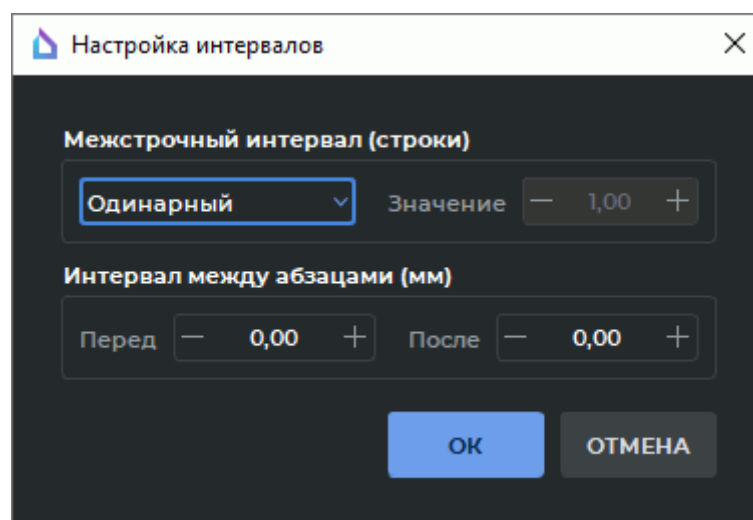 Настройка интервалов
Межстрочный интервал (строки)
Одинарный Значение 1,00
Интервал между абзацами (мм)
Перед 0,00 После 0,00
ОК ОТМЕНА